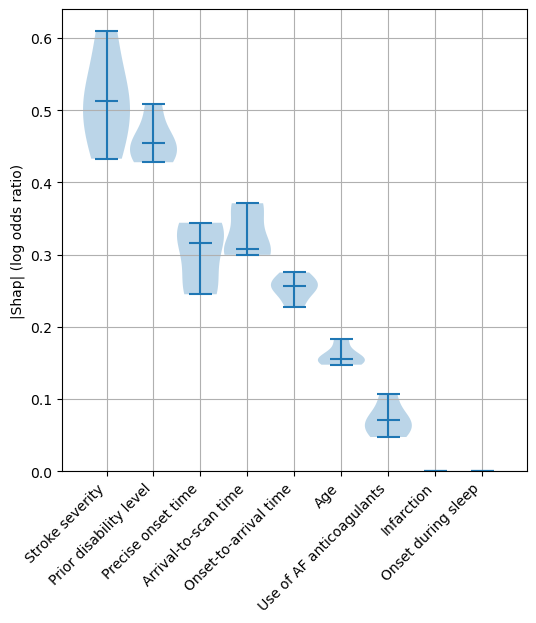 |Shap| (log odds ratio)
0.6
0.5
0.4
0.3
0.2
0.1
0.0
Stroke severity
Prior disability level
Precise onset time
Arrival-to-scan time
Onset-to-arrival time
Age
Use of AF anticoagulants
Infarction
Onset during sleep